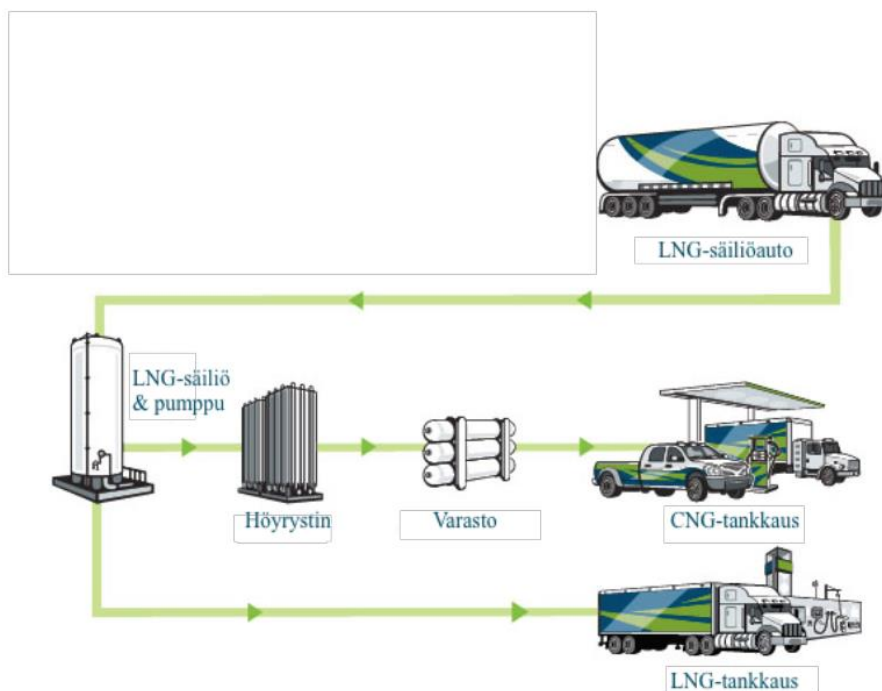 LNG-säiliöauto
LNG-säiliö
& pumppu
Höyrystin
Varasto
CNG-tankkaus
LNG-tankkaus